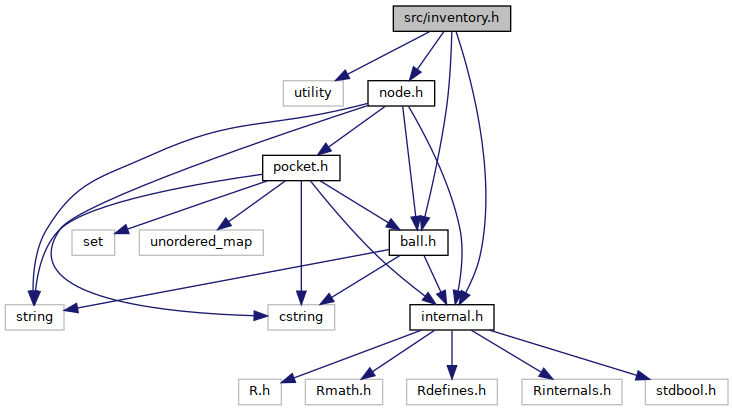 src/inventory.h
utility
node.h
pocket.h
set
unordered_map
ball.h
string
cstring
internal.h
R.h
Rmath.h
Rdefines.h
Rinternals.h
stdbool.h